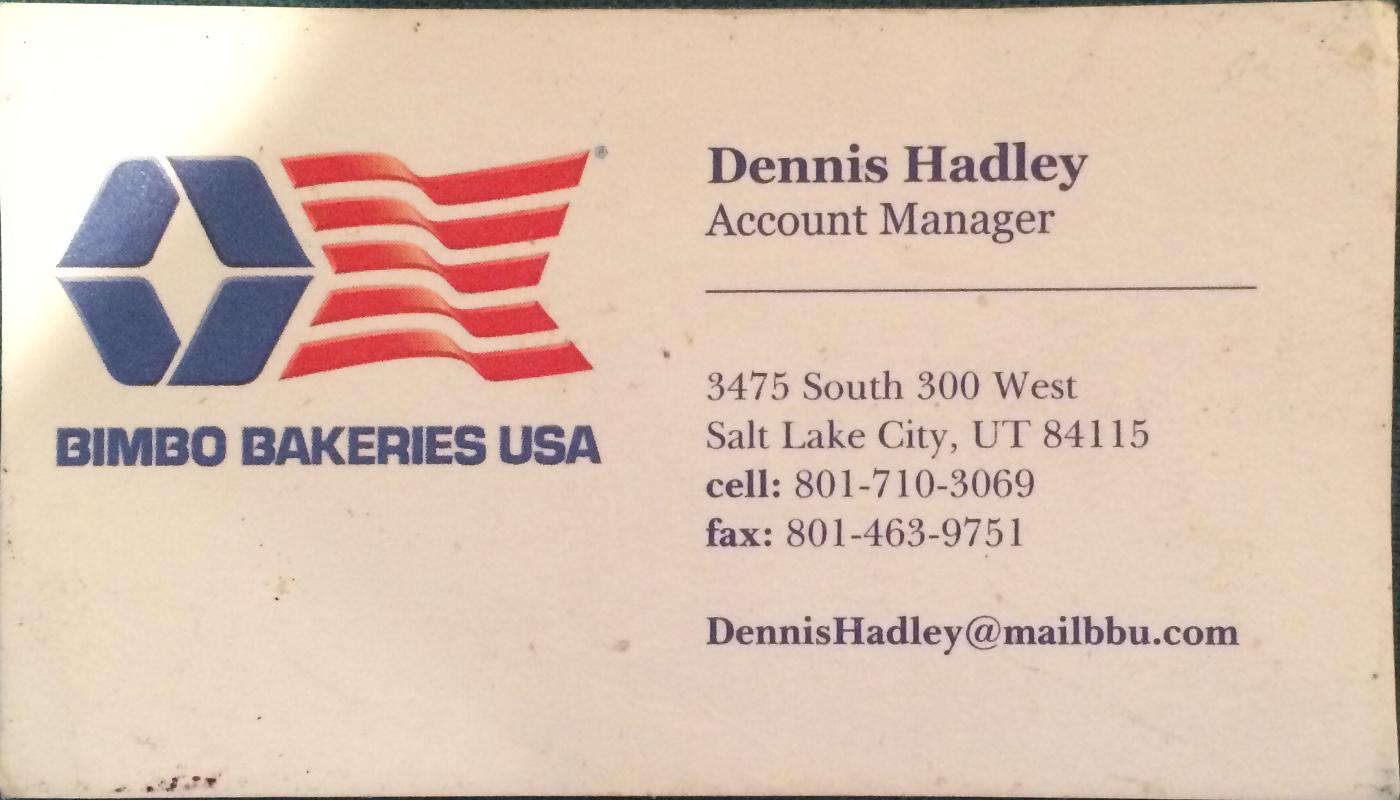 BIMBO BAKERIES USA
Dennis Hadley
Account Manager
3475 South 300 West
Salt Lake City, UT 84115
cell: 801-710-3069
fax: 801-463-9751
DennisHadley@mailbbu.com